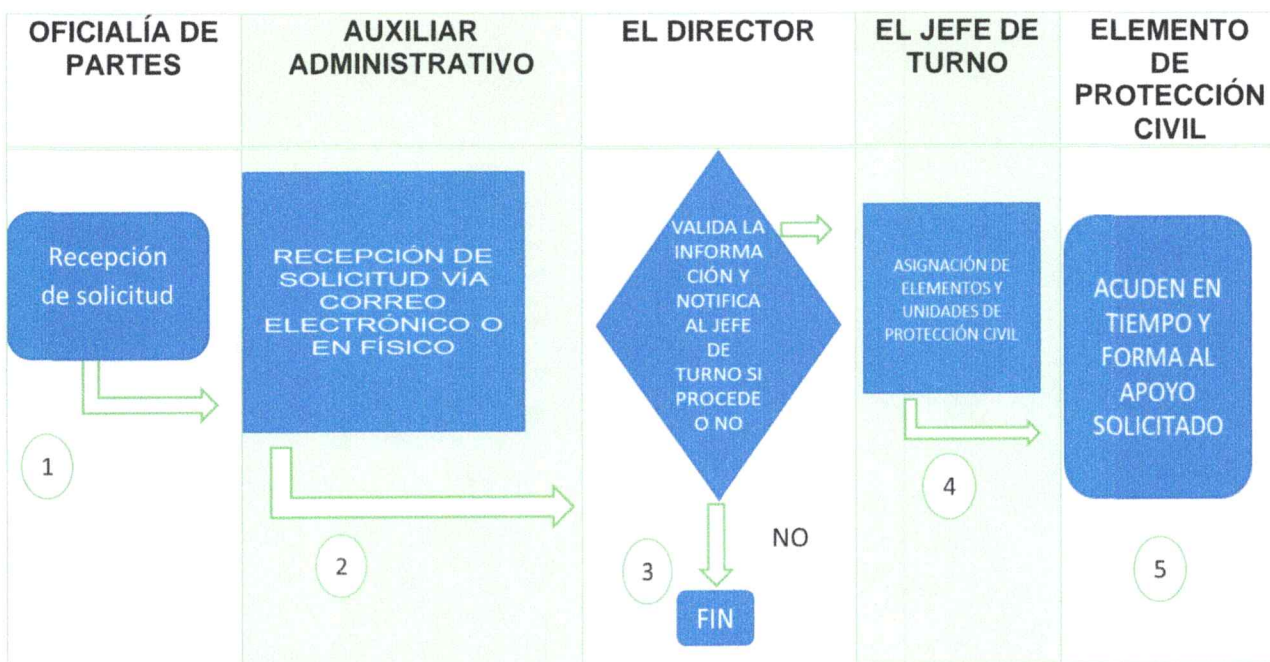 OFICIALÍA DE
PARTES
AUXILIAR
ADMINISTRATIVO
EL DIRECTOR
EL JEFE DE
TURNO
ELEMENTO
DE
PROTECCIÓN
CIVIL
Recepción
de solicitud
1
RECEPCIÓN DE
SOLICITUD VÍA
CORREO
ELECTRÓNICO O
EN FÍSICO
2
VALIDA LA
INFORMA
CIÓN Y
NOTIFICA
AL JEFE
DE
TURNO SI
PROCEDE
O NO
NO
3
FIN
ASIGNACIÓN DE
ELEMENTOS Y
UNIDADES DE
PROTECCIÓN CIVIL
4
ACUDEN EN
TIEMPO Y
FORMA AL
APOYO
SOLICITADO
5